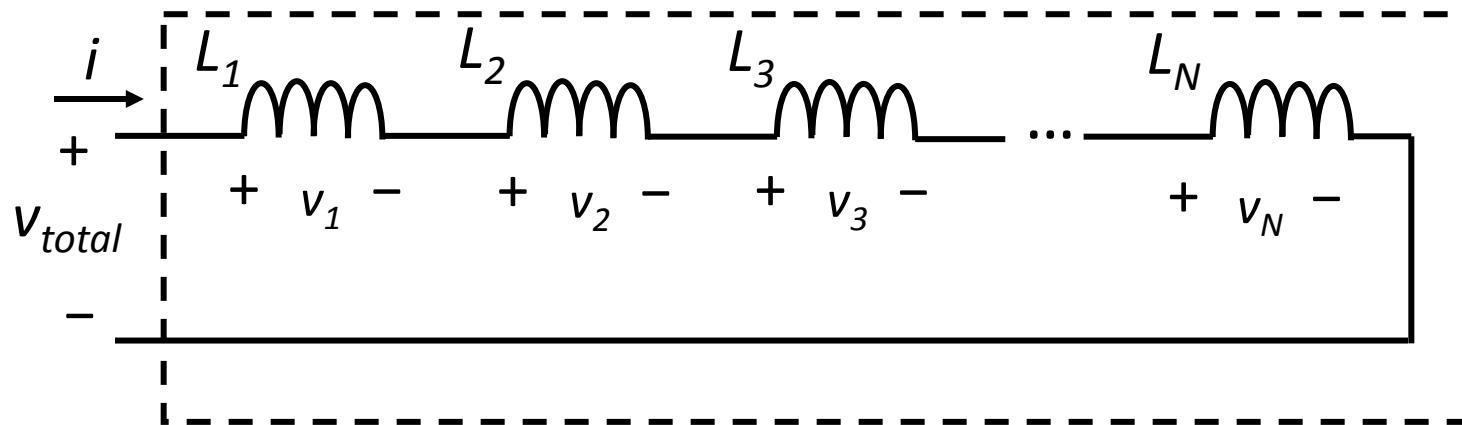 i
L1 L2 L3 LN
...
+
+ v1 − + v2 − + v3 − + vN −
vtotal
−